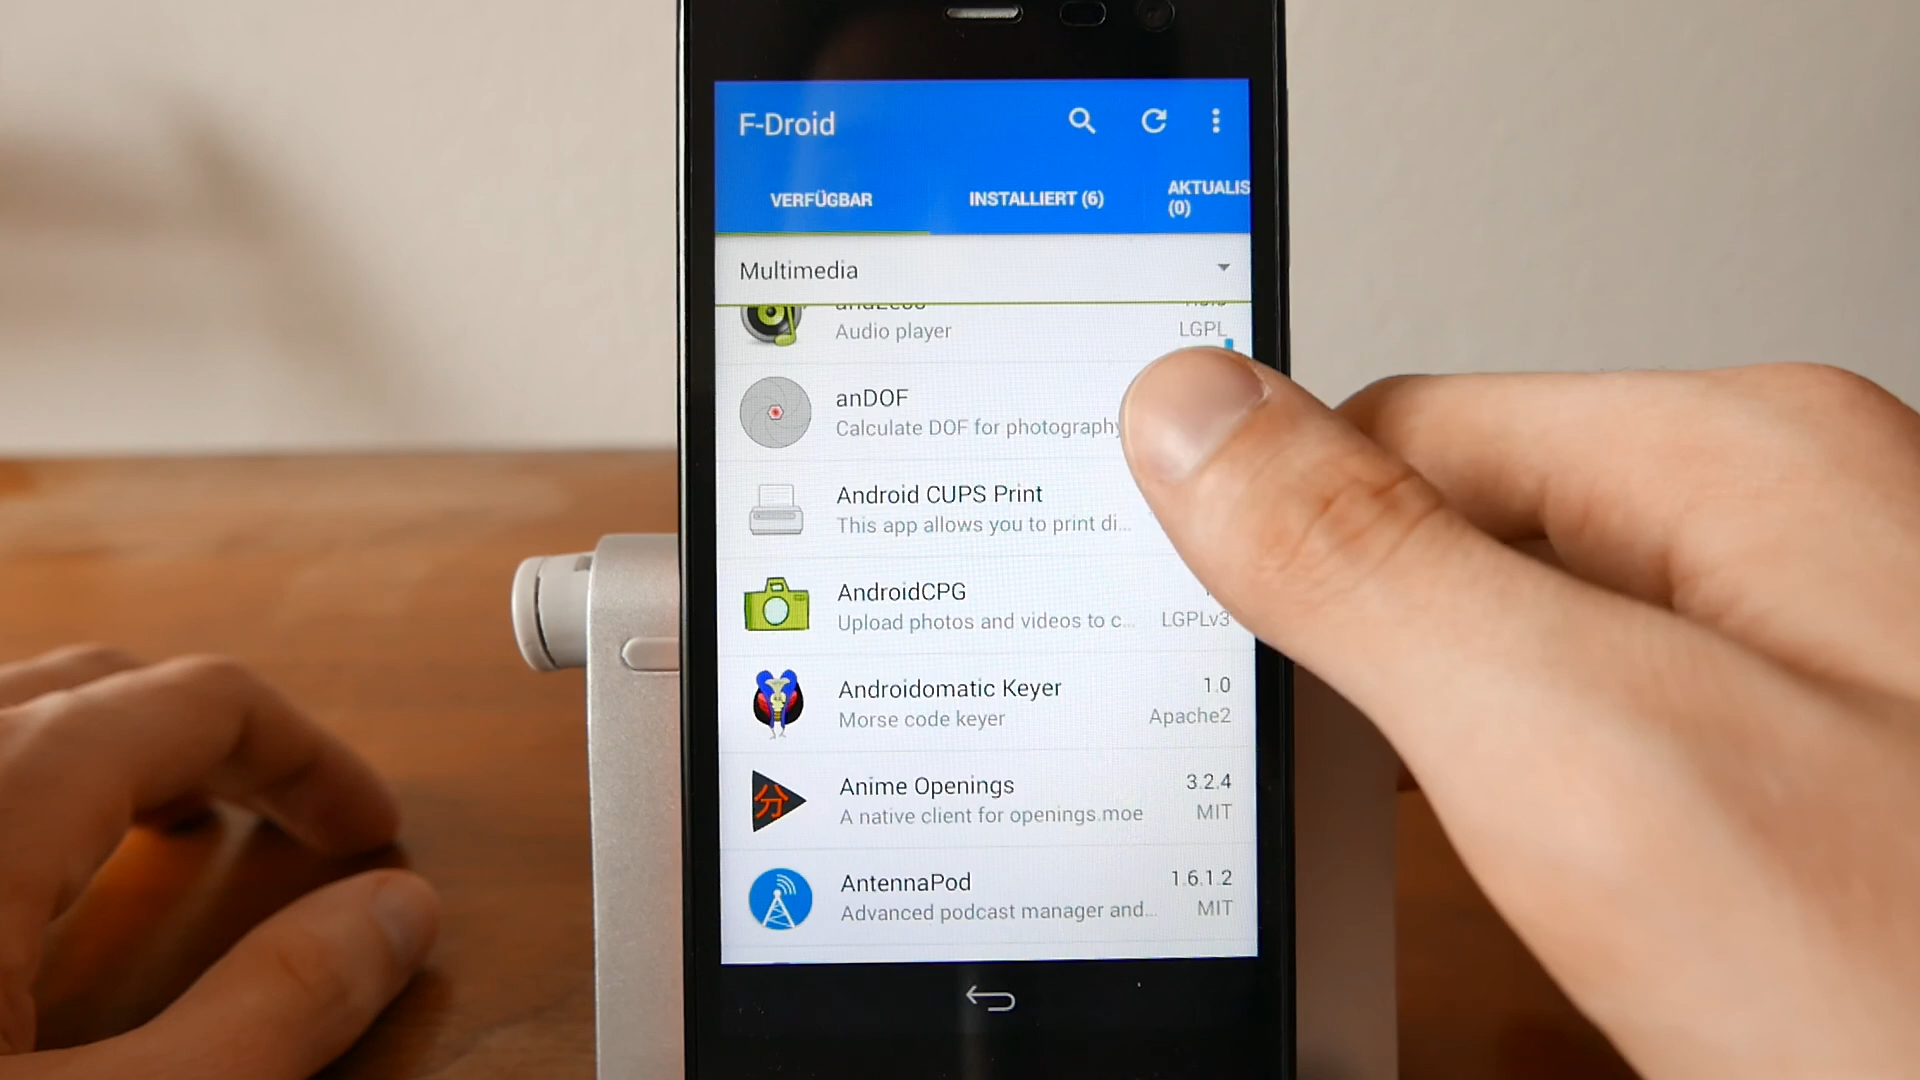 F-Droid
VERFÜGBAR
INSTALLIERT (6)
AKTUALIS
(0)
Multimedia
Audio player
LGPL
anDOF
Calculate DOF for photography
Android CUPS Print
This app allows you to print di...
AndroidCPG
Upload photos and videos to c...
LGPLv3
Androidomatic Keyer
1.0
Morse code keyer
Apache2
分
Anime Openings
3.2.4
A native client for openings.moe
MIT
AntennaPod
1.6.1.2
Advanced podcast manager and...
MIT